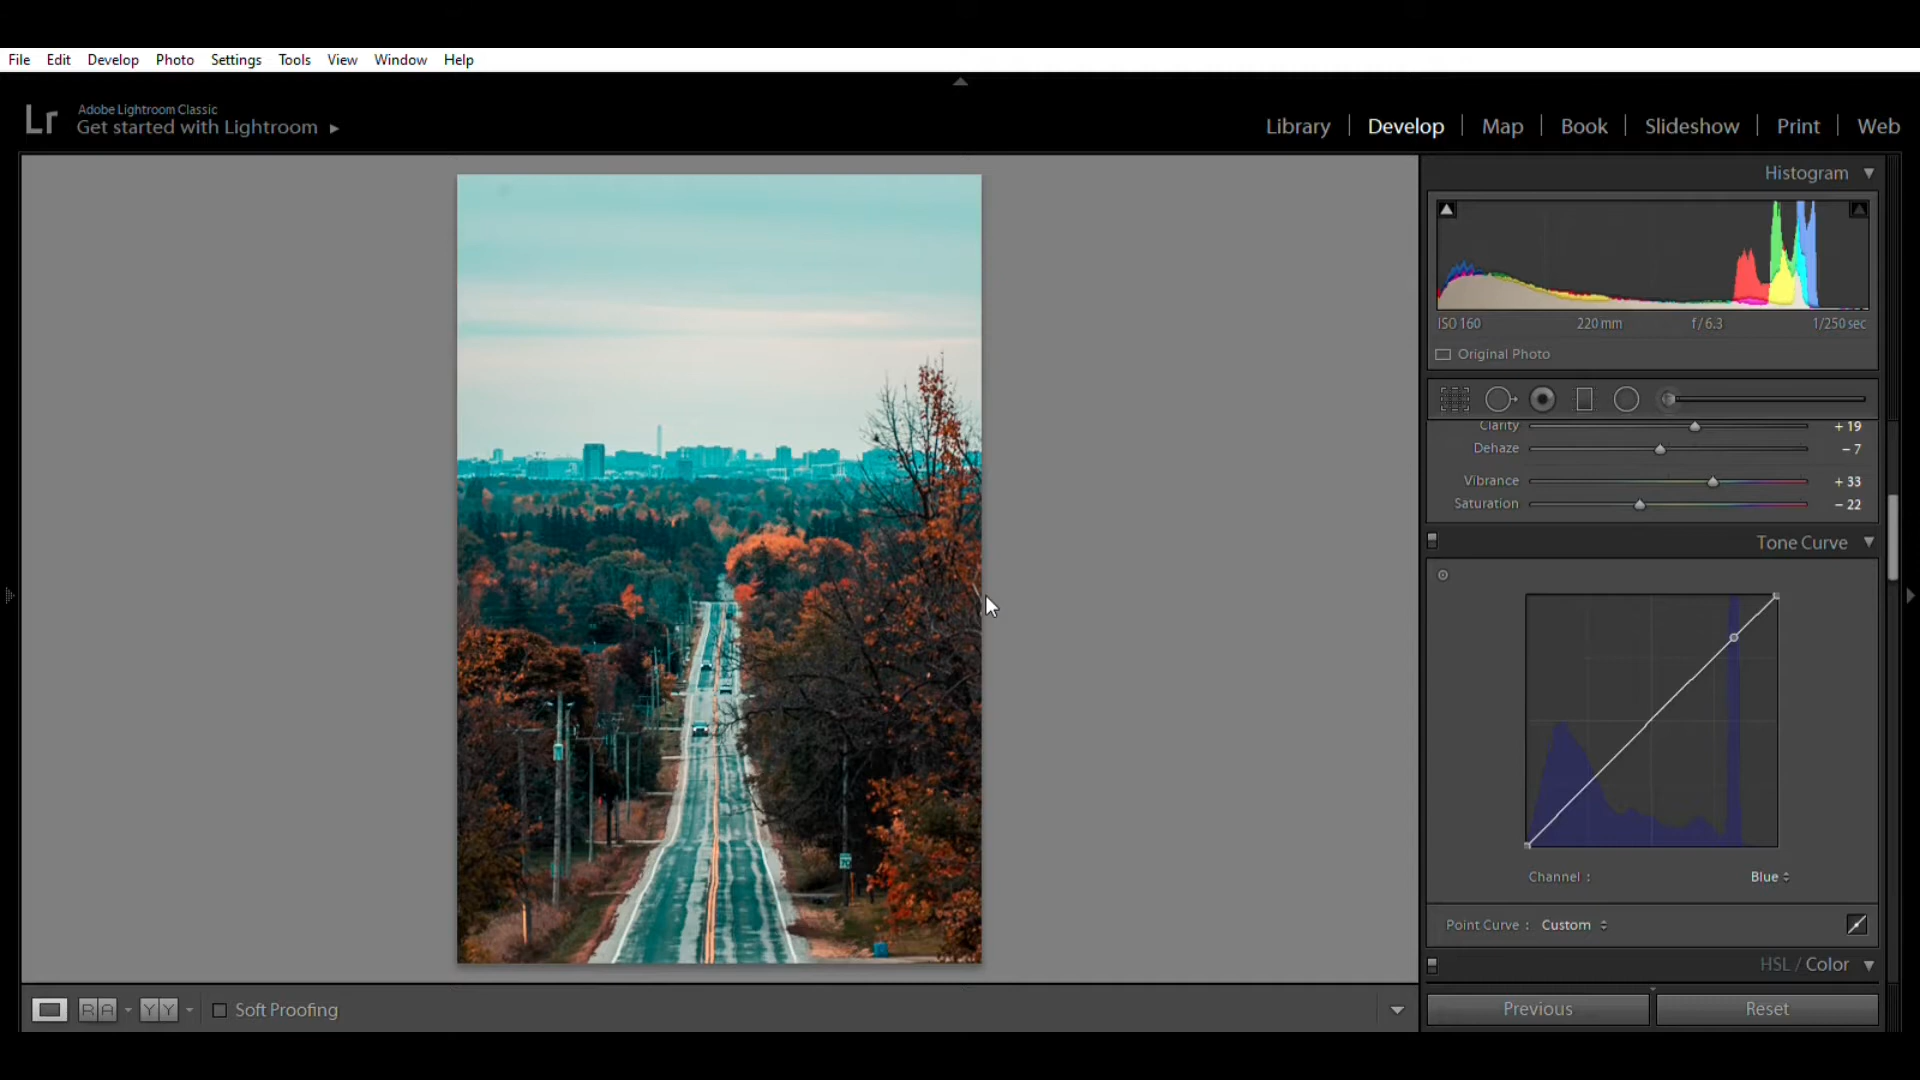 File Edit Develop Photo Settings Tools View Window Help
Lr
Adobe Lightroom Classic
Get started with Lightroom
Library Develop Map Book Slideshow Print Web
Histogram
ISO 160 220 mm f / 6.3 1/250 sec
Original Photo
Clarity + 19
Dehaze – 7
Vibrance + 33
Saturation – 22
Tone Curve
Channel : Blue
Point Curve : Custom
HSL / Color
R A Y Y Soft Proofing
Previous Reset